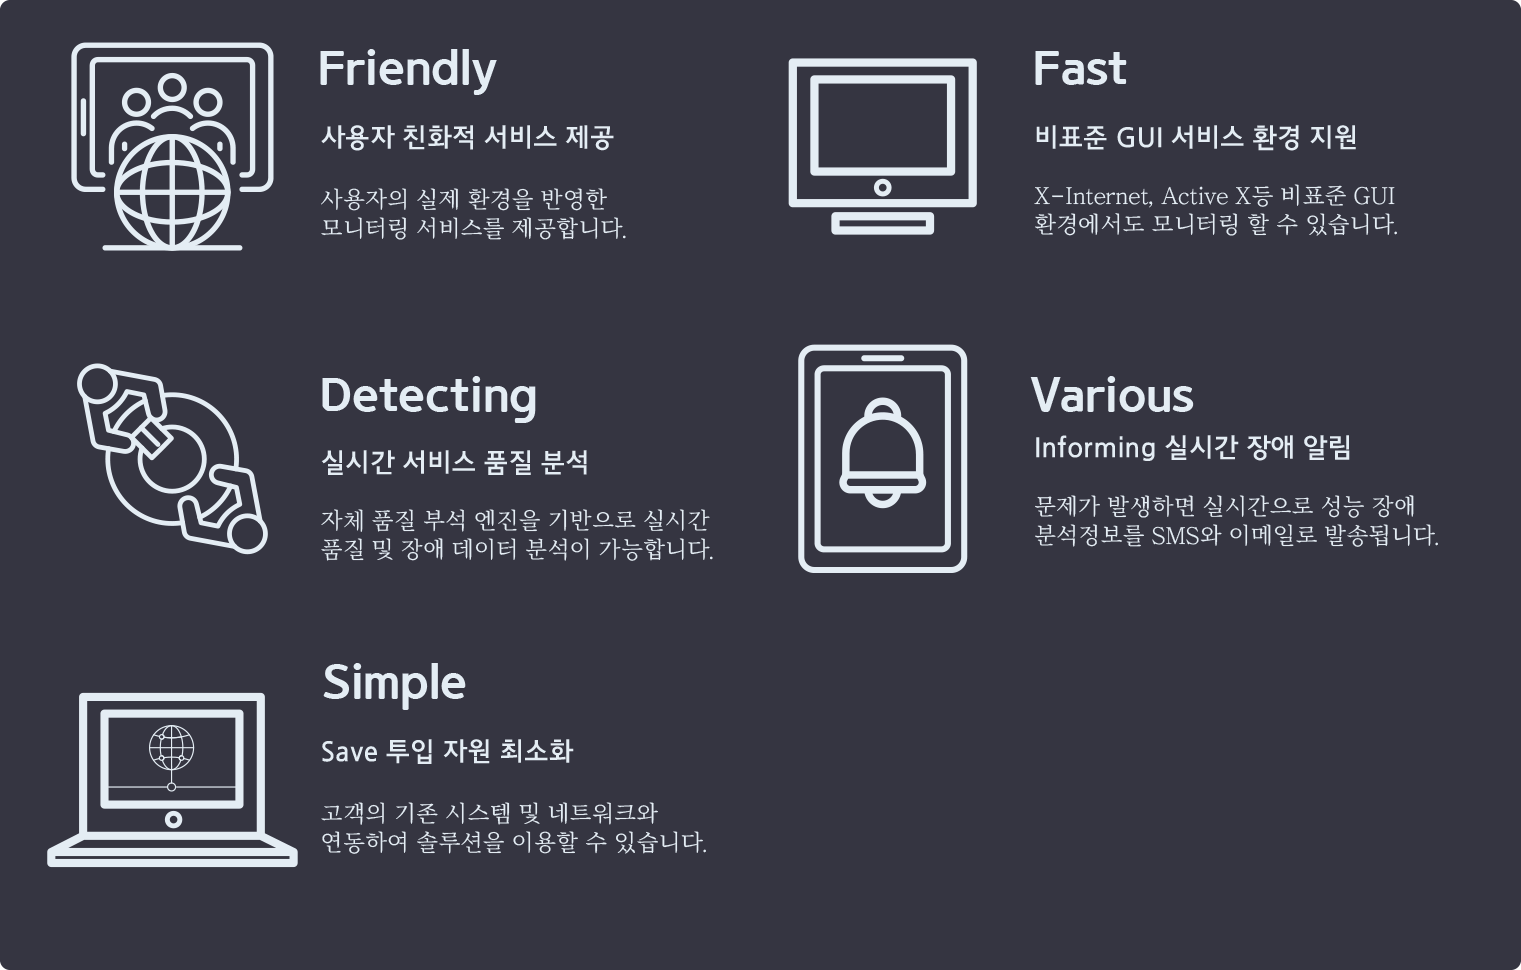 Friendly
사용자 친화적 서비스 제공
사용자의 실제 환경을 반영한
모니터링 서비스를 제공합니다.
Fast
비표준 GUI 서비스 환경 지원
X-Internet, Active X등 비표준 GUI
환경에서도 모니터링 할 수 있습니다.
Detecting
실시간 서비스 품질 분석
자체 품질 부석 엔진을 기반으로 실시간
품질 및 장애 데이터 분석이 가능합니다.
Various
Informing 실시간 장애 알림
문제가 발생하면 실시간으로 성능 장애
분석정보를 SMS와 이메일로 발송됩니다.
Simple
Save 투입 자원 최소화
고객의 기존 시스템 및 네트워크와
연동하여 솔루션을 이용할 수 있습니다.